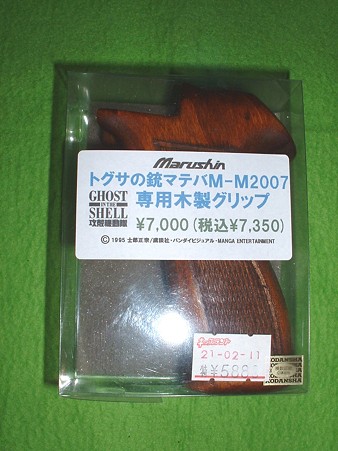 Marushin
トグサの銃マテバM-M2007
GHOST
IN THE
SHELL
攻殻機動隊
専用木製グリップ
¥7,000(税込¥7,350)
©1995 士郎正宗/講談社・バンダイビジュアル・MANGA ENTERTAINMENT
21-02-11
KODANSHA